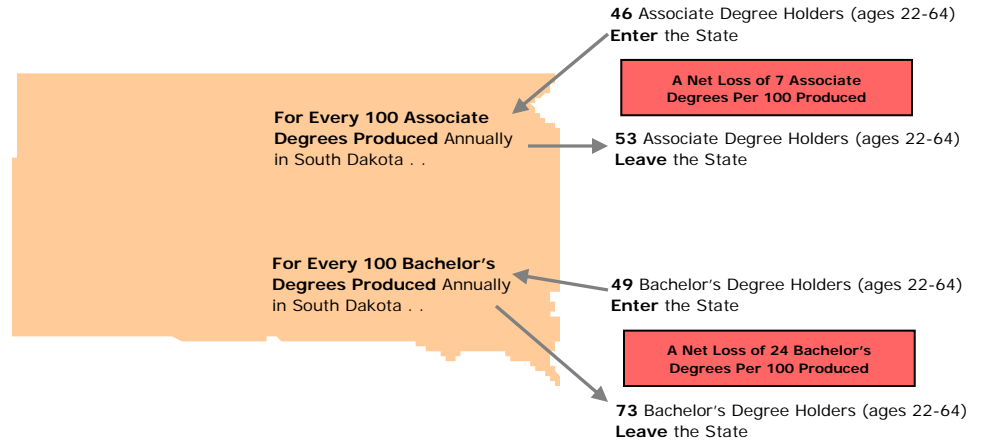 46 Associate Degree Holders (ages 22-64)
Enter the State
A Net Loss of 7 Associate
Degrees Per 100 Produced
For Every 100 Associate
Degrees Produced Annually
in South Dakota . .
53 Associate Degree Holders (ages 22-64)
Leave the State
For Every 100 Bachelor's
Degrees Produced Annually
in South Dakota . .
49 Bachelor's Degree Holders (ages 22-64)
Enter the State
A Net Loss of 24 Bachelor's
Degrees Per 100 Produced
73 Bachelor's Degree Holders (ages 22-64)
Leave the State